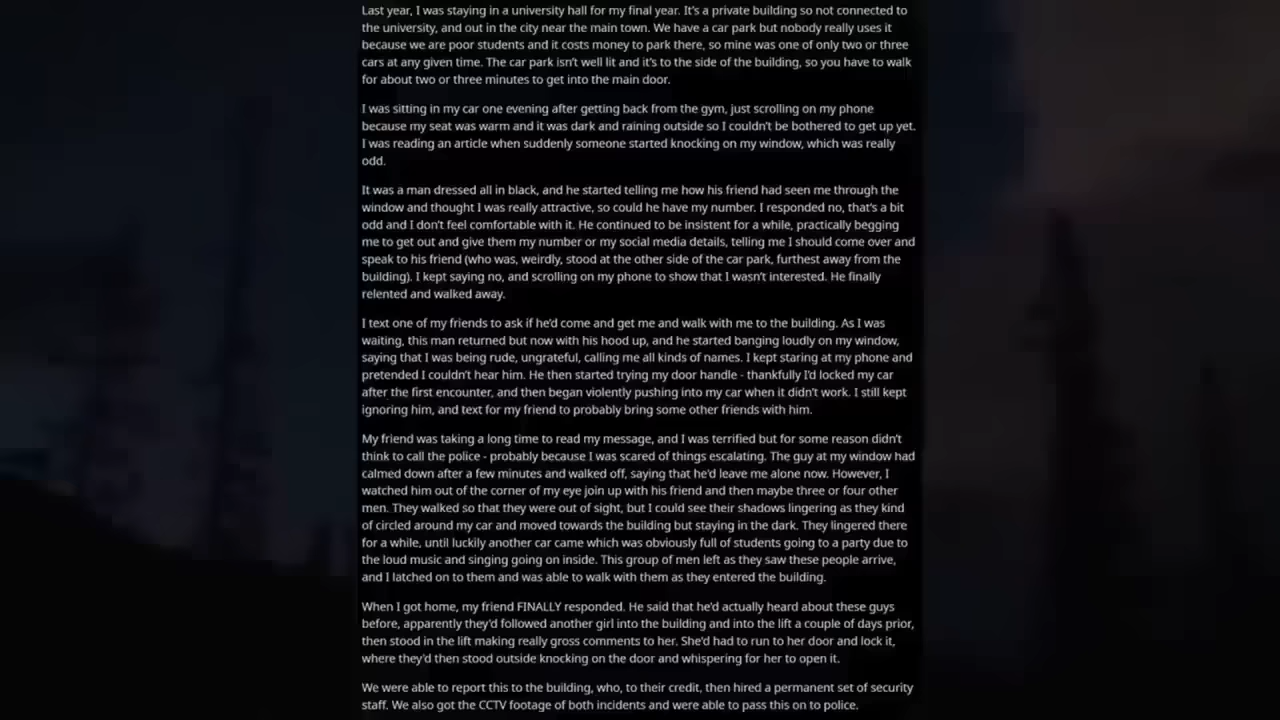 Last year, I was staying in a university hall for my final year. It's a private building so not connected to
the university, and out in the city near the main town. We have a car park but nobody really uses it
because we are poor students and it costs money to park there, so mine was one of only two or three
cars at any given time. The car park isn't well lit and it's to the side of the building, so you have to walk
for about two or three minutes to get into the main door.
I was sitting in my car one evening after getting back from the gym, just scrolling on my phone
because my seat was warm and it was dark and raining outside so I couldn't be bothered to get up yet.
I was reading an article when suddenly someone started knocking on my window, which was really
odd.
It was a man dressed all in black, and he started telling me how his friend had seen me through the
window and thought I was really attractive, so could he have my number. I responded no, that's a bit
odd and I don't feel comfortable with it. He continued to be insistent for a while, practically begging
me to get out and give them my number or my social media details, telling me I should come over and
speak to his friend (who was, weirdly, stood at the other side of the car park, furthest away from the
building). I kept saying no, and scrolling on my phone to show that I wasn't interested. He finally
relented and walked away.
I text one of my friends to ask if he'd come and get me and walk with me to the building. As I was
waiting, this man returned but now with his hood up, and he started banging loudly on my window,
saying that I was being rude, ungrateful, calling me all kinds of names. I kept staring at my phone and
pretended I couldn't hear him. He then started trying my door handle - thankfully I'd locked my car
after the first encounter, and then began violently pushing into my car when it didn't work. I still kept
ignoring him, and text for my friend to probably bring some other friends with him.
My friend was taking a long time to read my message, and I was terrified but for some reason didn't
think to call the police - probably because I was scared of things escalating. The guy at my window had
calmed down after a few minutes and walked off, saying that he'd leave me alone now. However, I
watched him out of the corner of my eye join up with his friend and then maybe three or four other
men. They walked so that they were out of sight, but I could see their shadows lingering as they kind
of circled around my car and moved towards the building but staying in the dark. They lingered there
for a while, until luckily another car came which was obviously full of students going to a party due to
the loud music and singing going on inside. This group of men left as they saw these people arrive,
and I latched on to them and was able to walk with them as they entered the building.
When I got home, my friend FINALLY responded. He said that he'd actually heard about these guys
before, apparently they'd followed another girl into the building and into the lift a couple of days prior,
then stood in the lift making really gross comments to her. She'd had to run to her door and lock it,
where they'd then stood outside knocking on the door and whispering for her to open it.
We were able to report this to the building, who, to their credit, then hired a permanent set of security
staff. We also got the CCTV footage of both incidents and were able to pass this on to police.